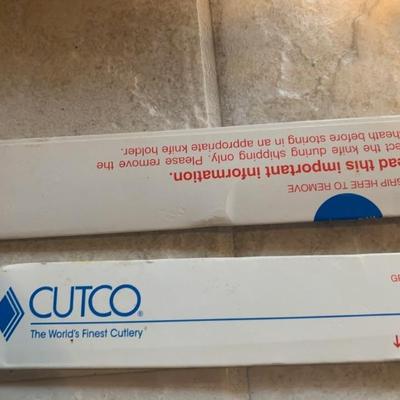 GRIP HERE TO REMOVE
ead this important information.
ect the knife during shipping only. Please remove the
heath before storing in an appropriate knife holder.
CUTCO®
The World's Finest Cutlery